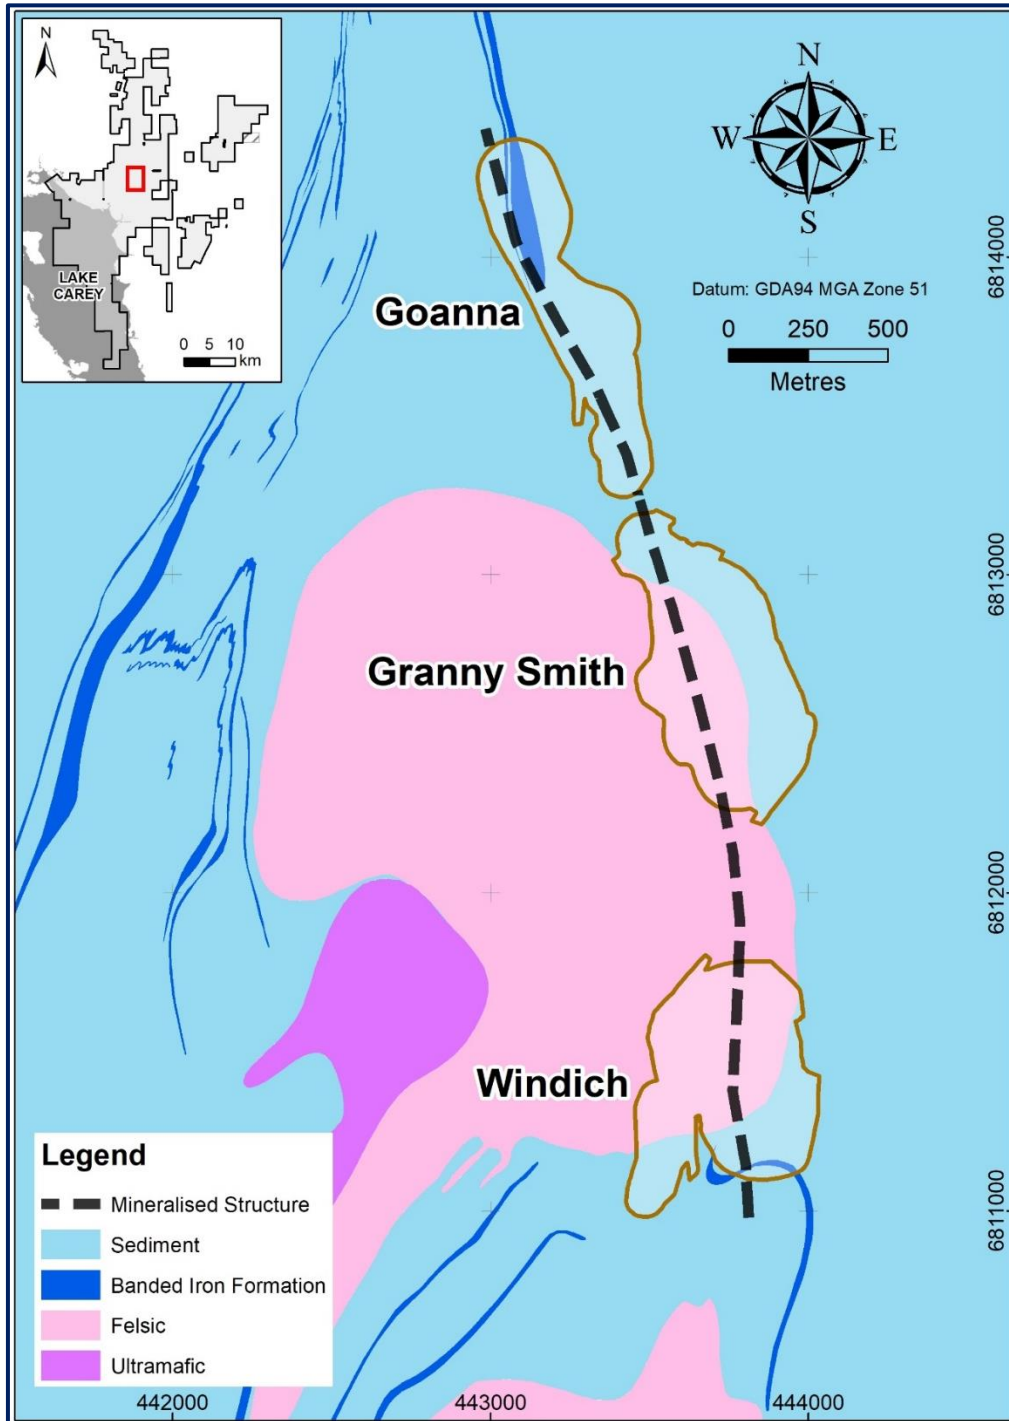 N
LAKE
CAREY
0 5 10
km
N
W E
S
Datum: GDA94 MGA Zone 51
0 250 500
Metres
6814000
Goanna
6813000
Granny Smith
6812000
Windich
6811000
Legend
Mineralised Structure
Sediment
Banded Iron Formation
Felsic
Ultramafic
442000 443000 444000